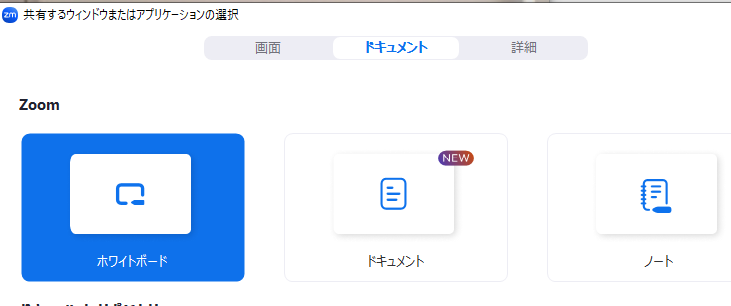 zm 共有するウィンドウまたはアプリケーションの選択
画面 ドキュメント 詳細
Zoom
NEW
ホワイトボード ドキュメント ノート